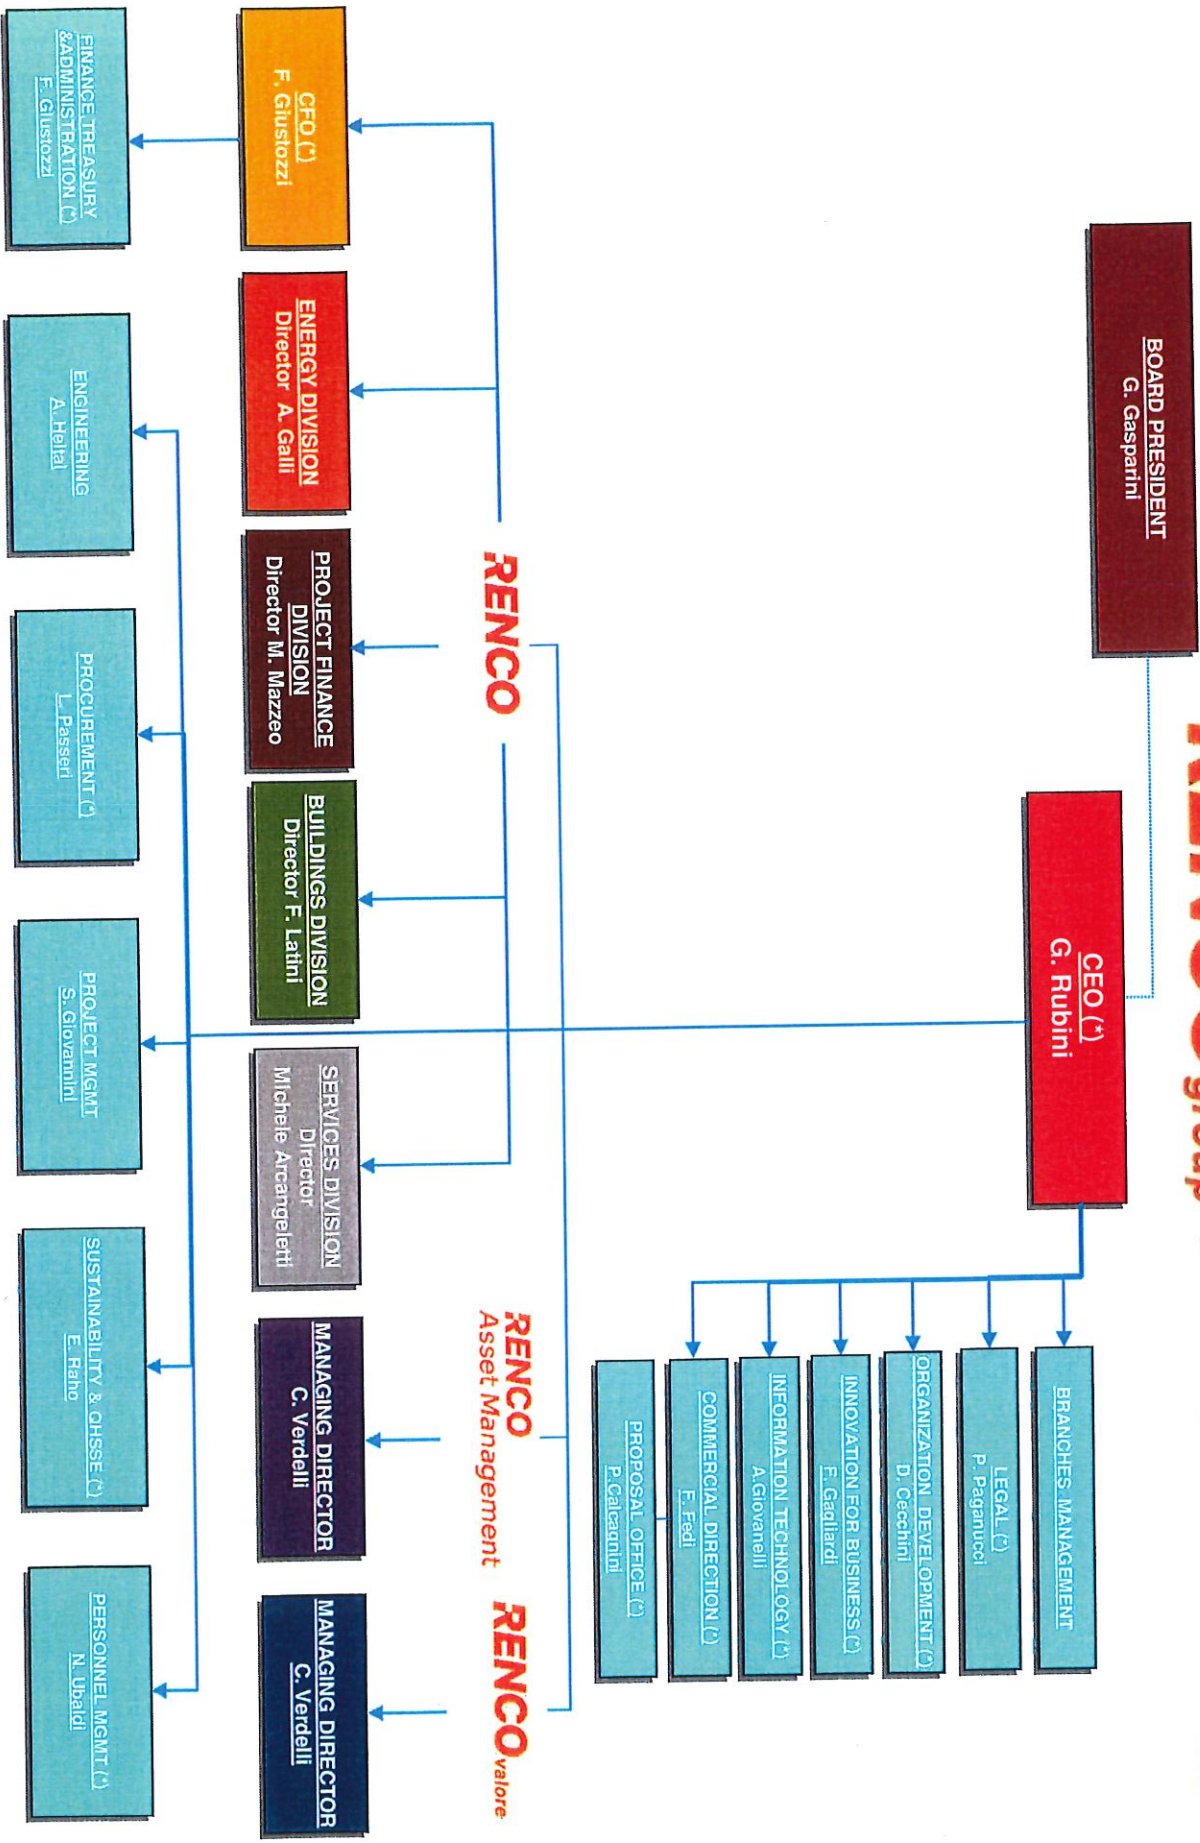 RENCO group
BOARD PRESIDENT
G. Gasparini
CEO (*)
G. Rubini
BRANCHES MANAGEMENT
LEGAL (*)
P. Paganucci
ORGANIZATION DEVELOPMENT (*)
D. Cecchini
INNOVATION FOR BUSINESS (*)
F. Gagliardi
INFORMATION TECHNOLOGY (*)
A.Giovanelli
COMMERCIAL DIRECTION (*)
F. Fedi
PROPOSAL OFFICE (*)
P.Calcagnini
RENCO
RENCO
Asset Management
RENCO valore
CFO (*)
F. Giustozzi
ENERGY DIVISION
Director A. Galli
PROJECT FINANCE
DIVISION
Director M. Mazzeo
BUILDINGS DIVISION
Director F. Latini
SERVICES DIVISION
Director
Michele Arcangeletti
MANAGING DIRECTOR
C. Verdelli
MANAGING DIRECTOR
C. Verdelli
FINANCE,TREASURY
&ADMINISTRATION (*)
F. Giustozzi
ENGINEERING
A. Heltal
PROCUREMENT (*)
L. Passeri
PROJECT MGMT
S. Giovannini
SUSTAINABILITY & QHSSE (*)
E. Raho
PERSONNEL MGMT (*)
N. Ubaldi